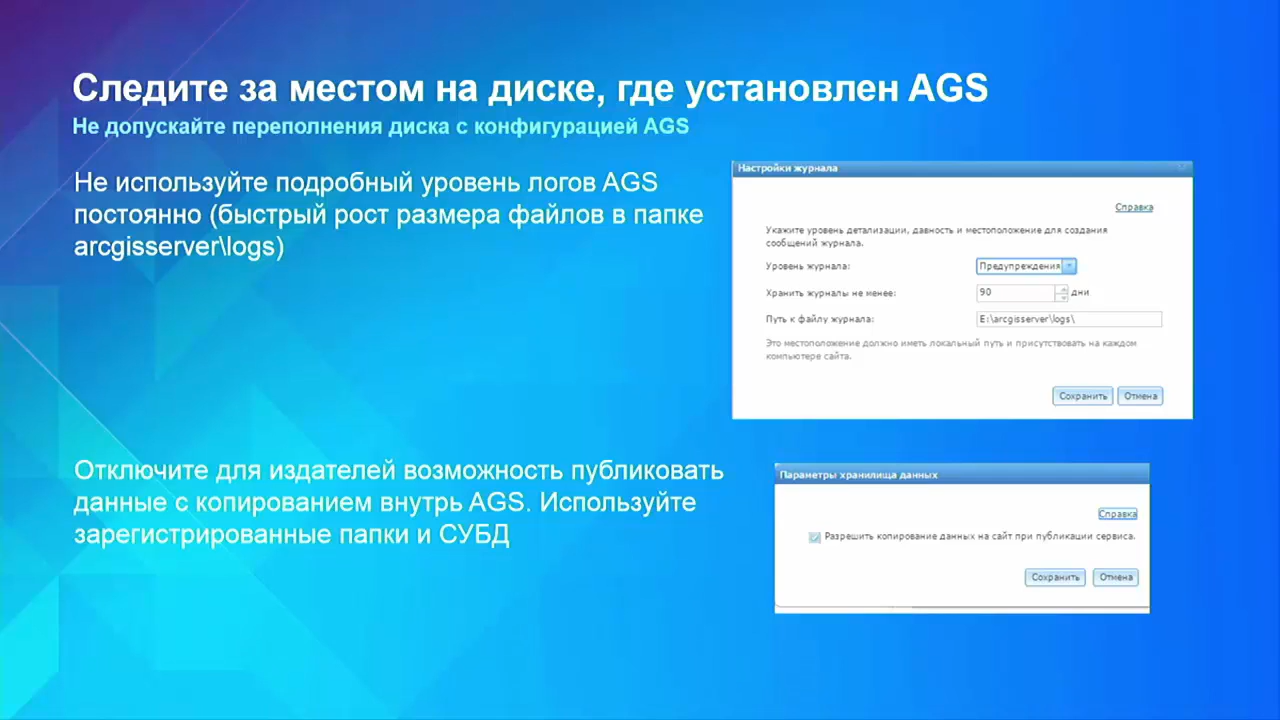 Следите за местом на диске, где установлен AGS
Не допускайте переполнения диска с конфигурацией AGS
Не используйте подробный уровень логов AGS
постоянно (быстрый рост размера файлов в папке
arcgisserver\logs)
Настройки журнала
Справка
Укажите уровень детализации, давность и местоположение для создания
сообщений журнала.
Уровень журнала: Предупреждения
Хранить журналы не менее: 90 дни
Путь к файлу журнала: E:\arcgisserver\logs\
Это местоположение должно иметь локальный путь и присутствовать на каждом
компьютере сайта.
Сохранить Отмена
Отключите для издателей возможность публиковать
данные с копированием внутрь AGS. Используйте
зарегистрированные папки и СУБД
Параметры хранилища данных
Справка
Разрешить копирование данных на сайт при публикации сервиса.
Сохранить Отмена